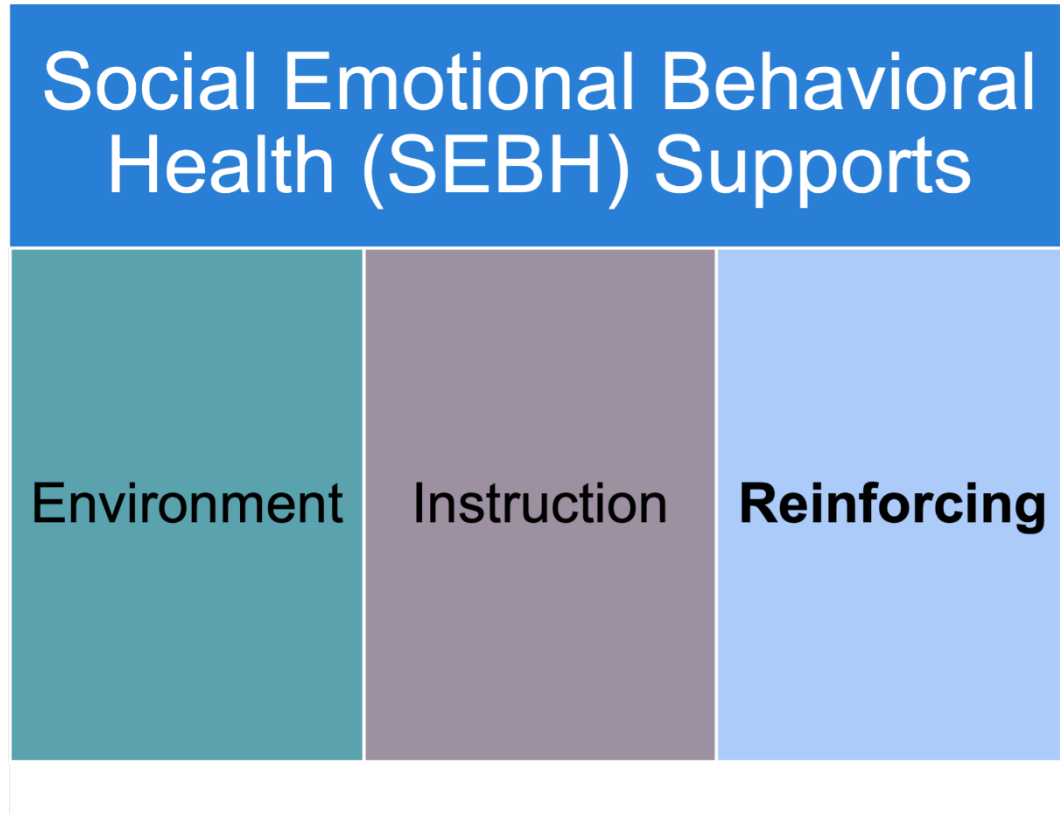 Social Emotional Behavioral
Health (SEBH) Supports
Environment
Instruction
Reinforcing